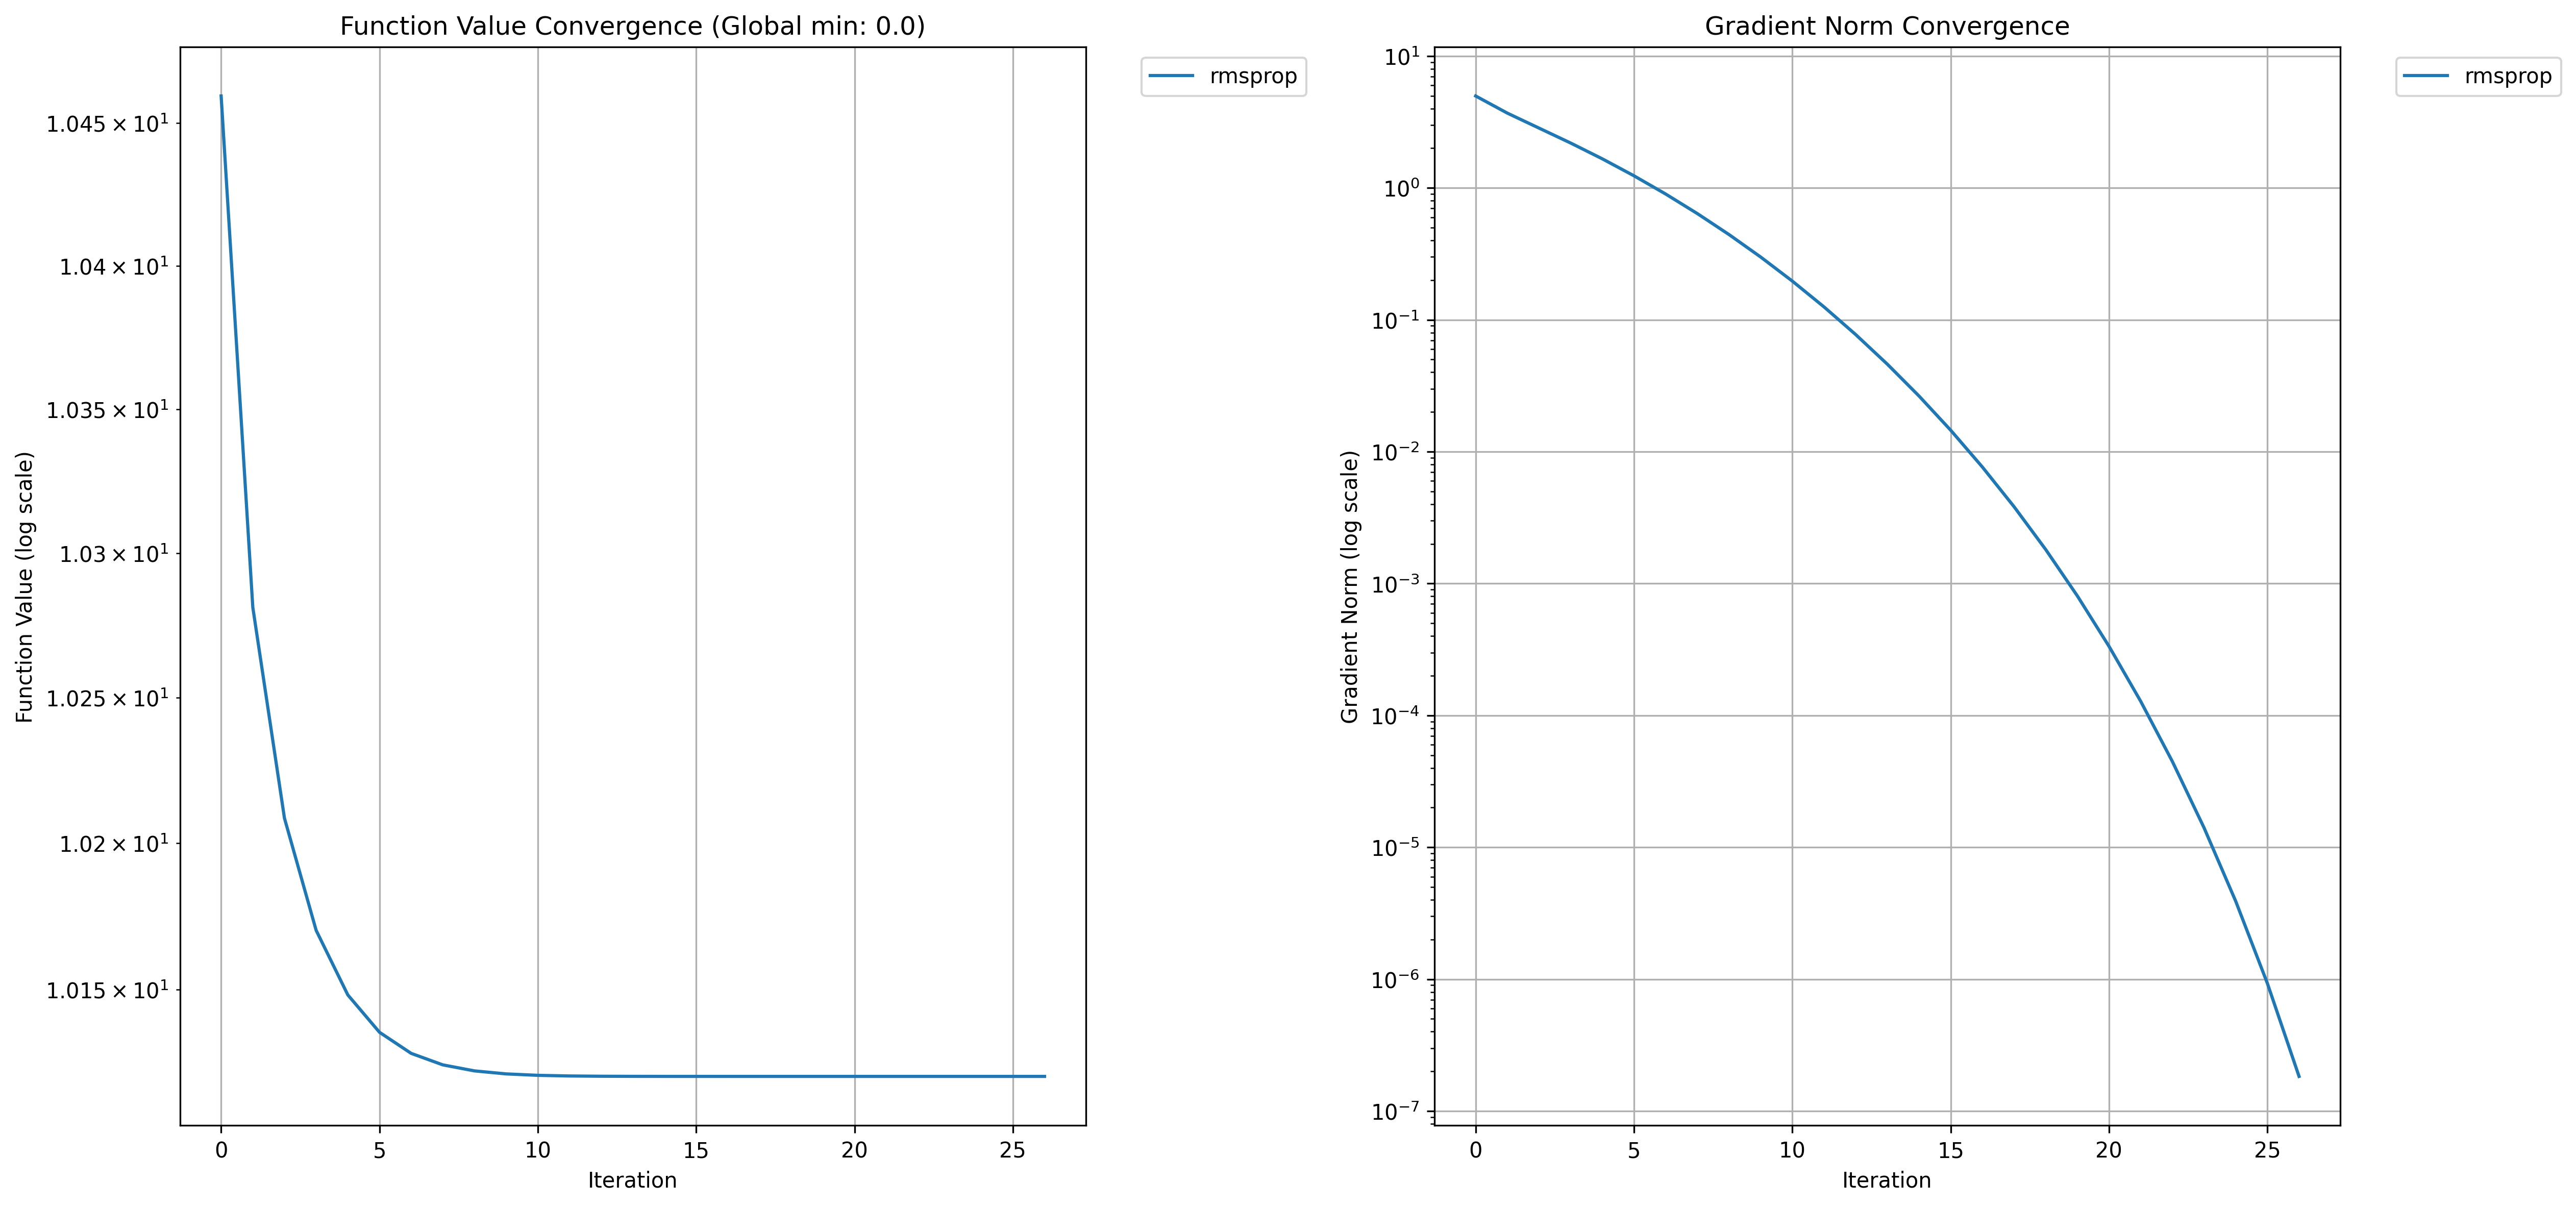 Function Value Convergence (Global min: 0.0)
Function Value (log scale)
1.045 × 10¹
1.04 × 10¹
1.035 × 10¹
1.03 × 10¹
1.025 × 10¹
1.02 × 10¹
1.015 × 10¹
0 5 10 15 20 25
Iteration
rmsprop
Gradient Norm Convergence
Gradient Norm (log scale)
10¹
10⁰
10⁻¹
10⁻²
10⁻³
10⁻⁴
10⁻⁵
10⁻⁶
10⁻⁷
0 5 10 15 20 25
Iteration
rmsprop